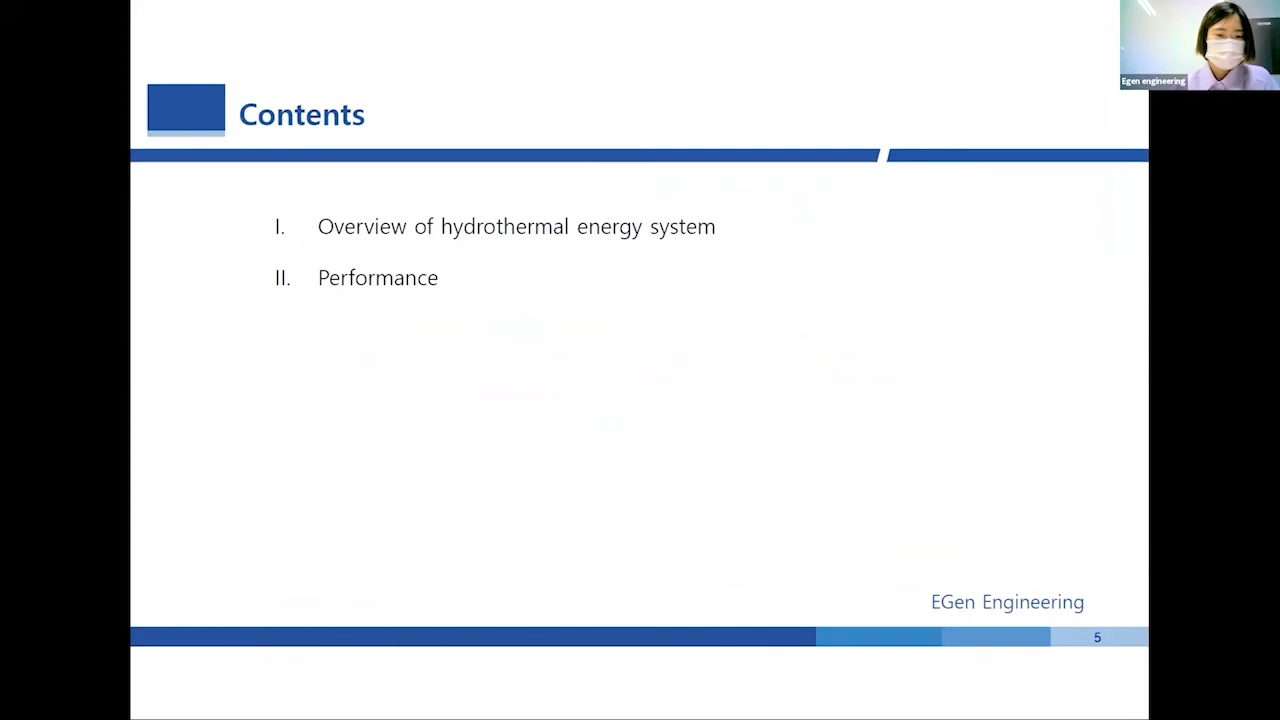 Egen engineering
Contents
I. Overview of hydrothermal energy system
II. Performance
EGen Engineering
5